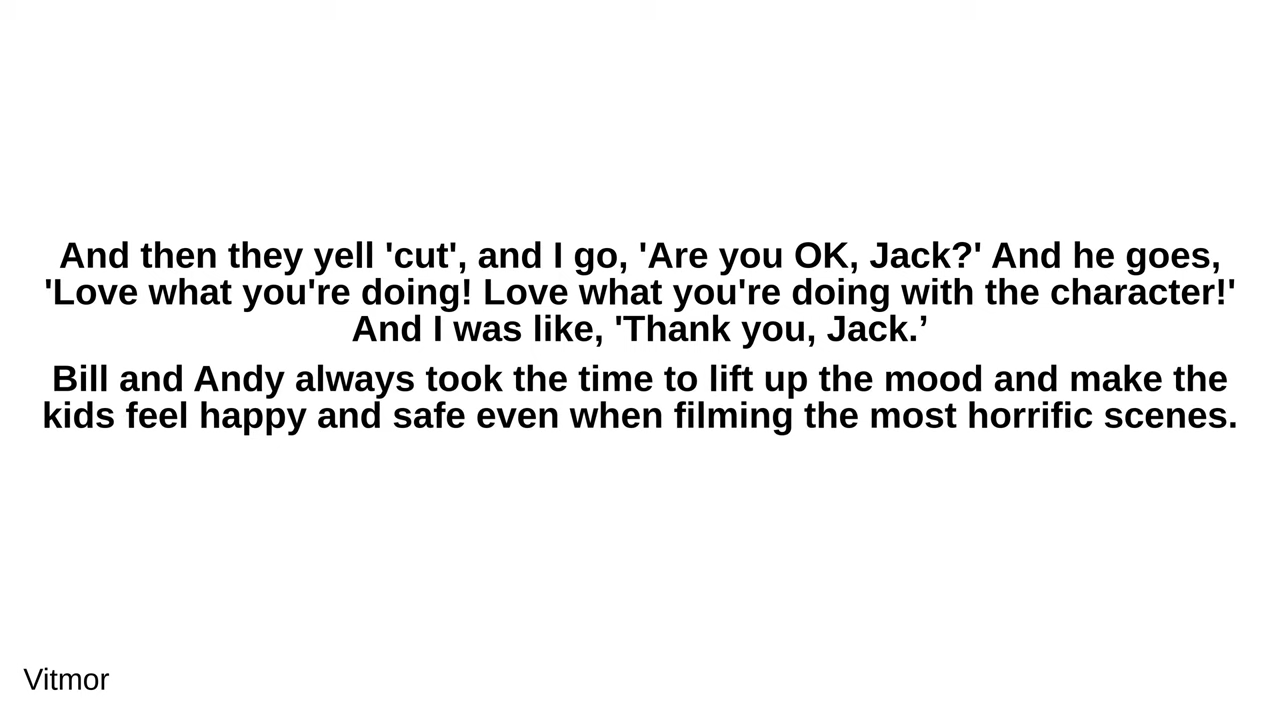 And then they yell 'cut', and I go, 'Are you OK, Jack?' And he goes,
'Love what you're doing! Love what you're doing with the character!'
And I was like, 'Thank you, Jack.’
Bill and Andy always took the time to lift up the mood and make the
kids feel happy and safe even when filming the most horrific scenes.
Vitmor